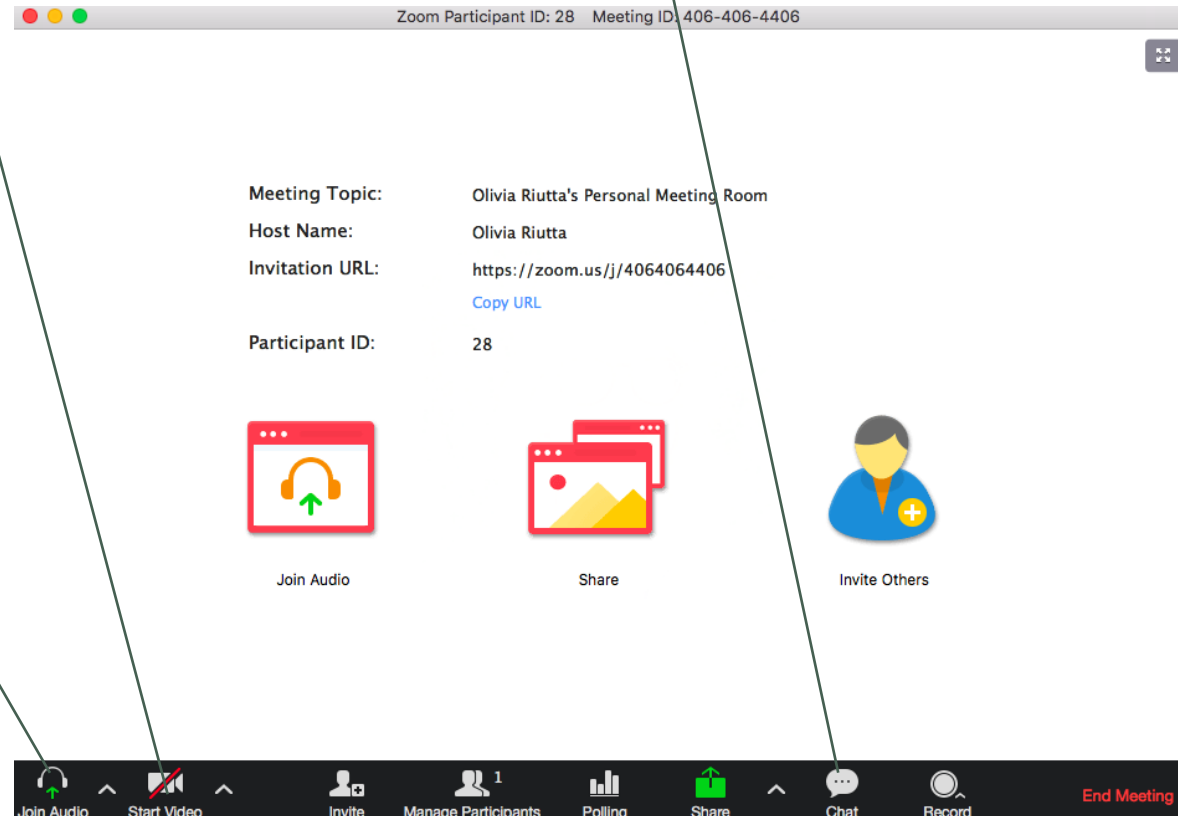 Zoom Participant ID: 28 Meeting ID: 406-406-4406
Meeting Topic: Olivia Riutta's Personal Meeting Room
Host Name: Olivia Riutta
Invitation URL: https://zoom.us/j/4064064406
Copy URL
Participant ID: 28
Join Audio Share Invite Others
1
Join Audio Start Video Invite Manage Participants Polling Share Chat Record End Meeting